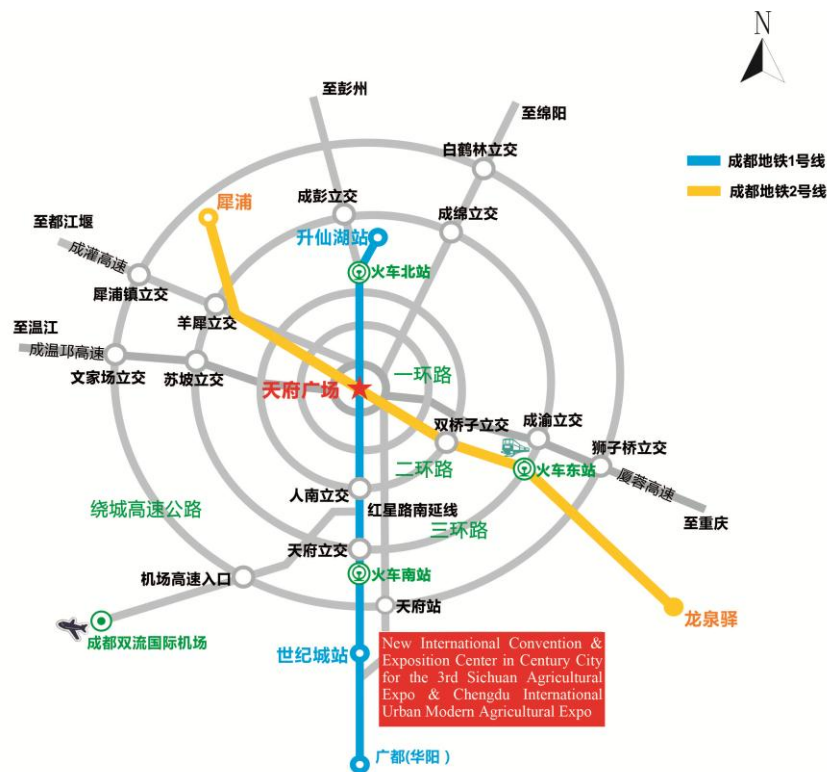 N
至彭州
至绵阳
白鹤林立交
成都地铁1号线
成都地铁2号线
犀浦
成彭立交
成绵立交
至都江堰
升仙湖站
成灌高速
火车北站
犀浦镇立交
羊犀立交
至温江
成温邛高速
文家场立交
苏坡立交
天府广场
一环路
双桥子立交
成渝立交
狮子桥立交
二环路
火车东站
厦蓉高速
人南立交
绕城高速公路
红星路南延线
三环路
至重庆
天府立交
机场高速入口
火车南站
天府站
龙泉驿
成都双流国际机场
世纪城站
New International Convention &
Exposition Center in Century City
for the 3rd Sichuan Agricultural
Expo & Chengdu International
Urban Modern Agricultural Expo
广都(华阳）